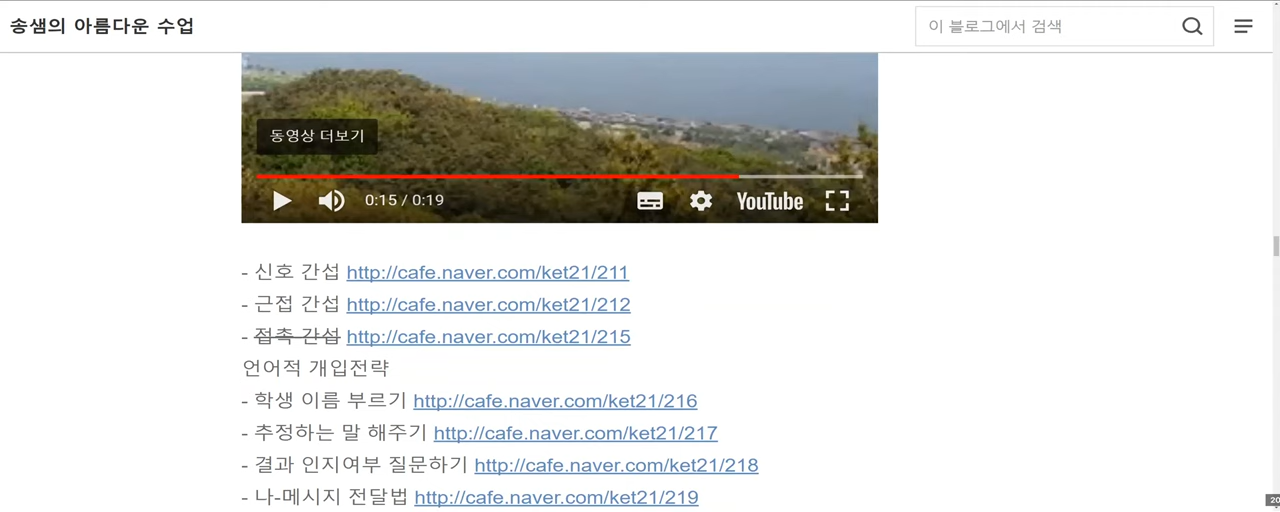 송샘의 아름다운 수업
이 블로그에서 검색
동영상 더보기
0:15 / 0:19
YouTube
- 신호 간섭 http://cafe.naver.com/ket21/211
- 근접 간섭 http://cafe.naver.com/ket21/212
- 접촉 간섭 http://cafe.naver.com/ket21/215
언어적 개입전략
- 학생 이름 부르기 http://cafe.naver.com/ket21/216
- 추정하는 말 해주기 http://cafe.naver.com/ket21/217
- 결과 인지여부 질문하기 http://cafe.naver.com/ket21/218
- 나-메시지 전달법 http://cafe.naver.com/ket21/219